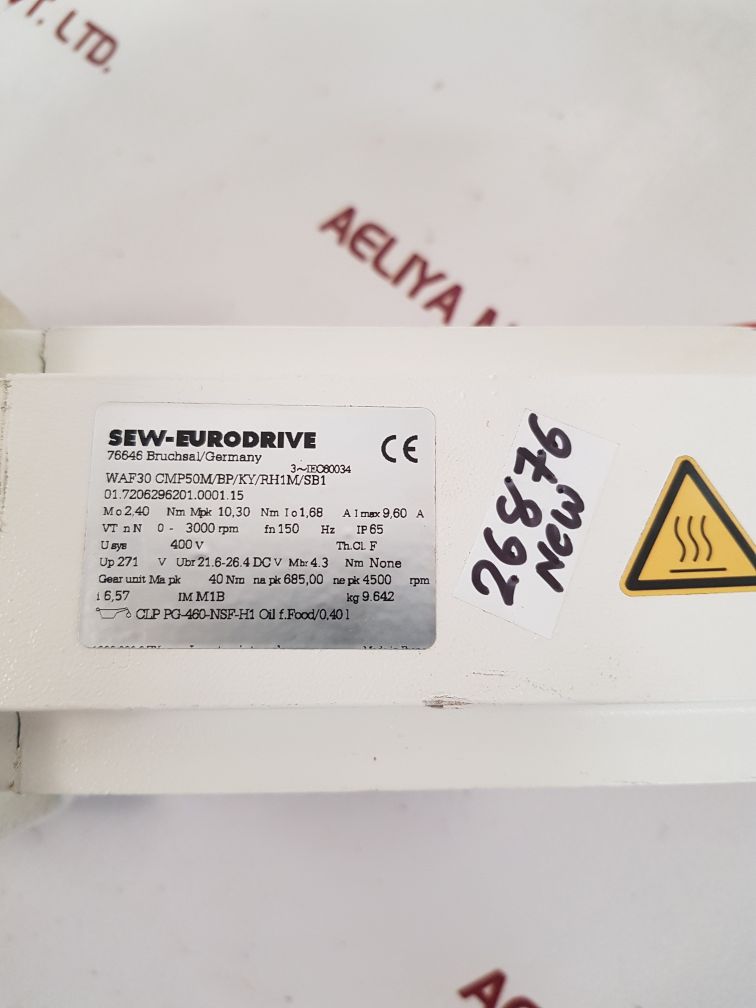 VT. LTD.
AELIYA M
SEW-EURODRIVE
CE
76646 Bruchsal/Germany
3~IEC60034
WAF30 CMP50M/BP/KY/RH1M/SB1
01.7206296201.0001.15
Mo 2,40 Nm Mpk 10,30 Nm Io 1,68 A Imax 9,60 A
VT nN 0 - 3000 rpm fn 150 Hz IP 65
Usys 400 V Th.Cl. F
Up 271 V Ubr 21.6-26.4 DC V Mbr 4.3 Nm None
Gear unit Ma pk 40 Nm na pk 685,00 ne pk 4500 rpm
i 6,57 IM M1B kg 9.642
CLP PG-460-NSF-H1 Oil f.Food/0,40 l
26876
NEW
A